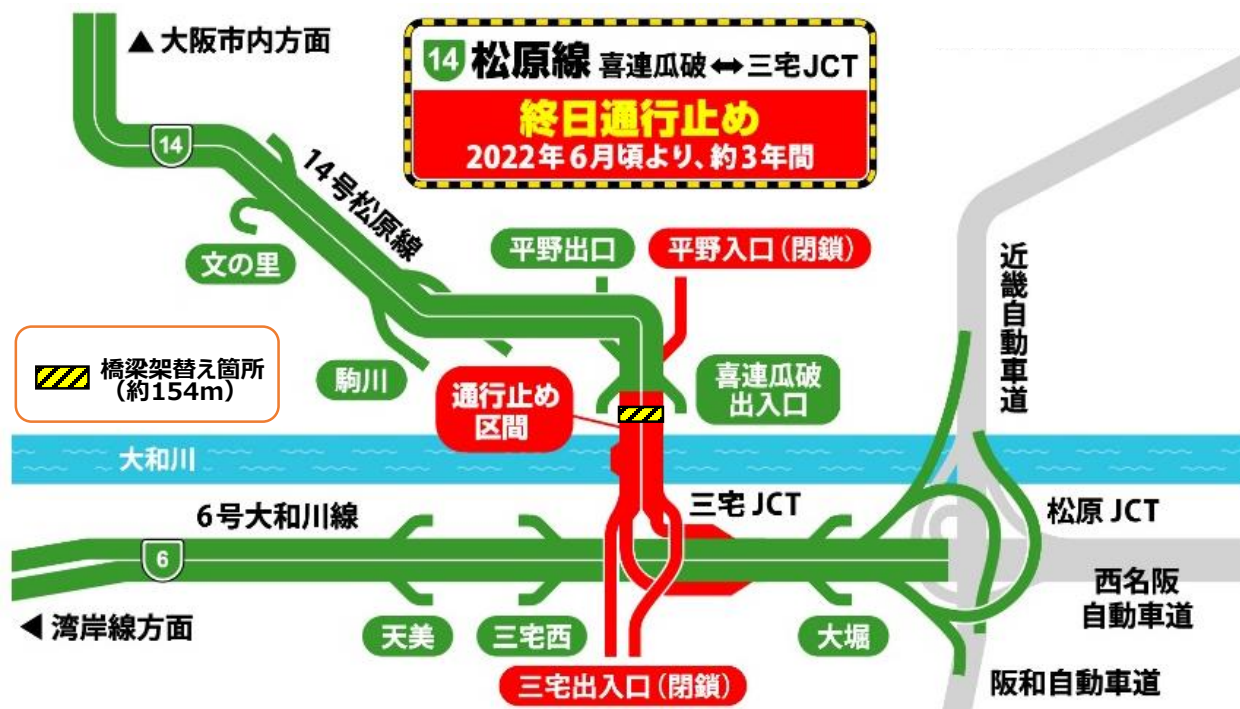 ▲ 大阪市内方面
14 松原線 喜連瓜破 ↔ 三宅JCT
終日通行止め
2022年6月頃より、約3年間
14
14号松原線
文の里
平野出口
平野入口(閉鎖)
近畿自動車道
橋梁架替え箇所
(約154m)
駒川
通行止め
区間
喜連瓜破
出入口
大和川
6号大和川線
三宅 JCT
松原 JCT
6
西名阪
自動車道
◀ 湾岸線方面
天美
三宅西
大堀
三宅出入口(閉鎖)
阪和自動車道